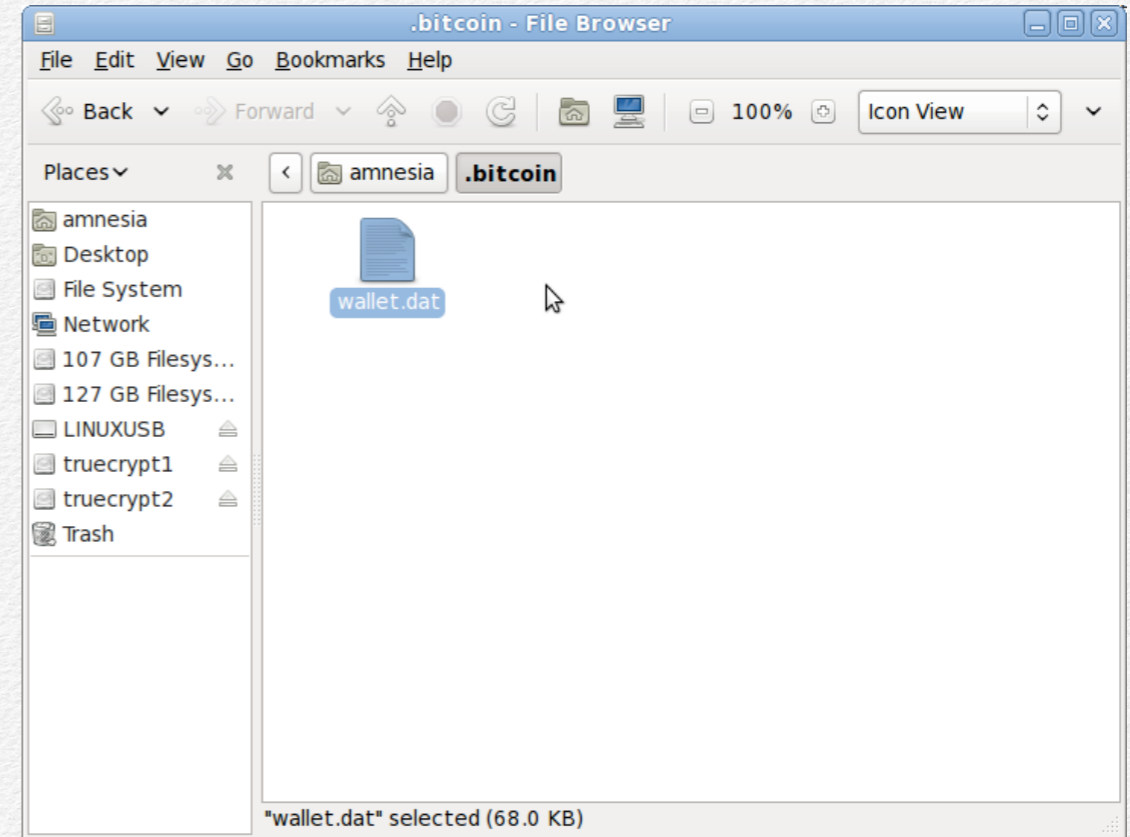 .bitcoin - File Browser
File Edit View Go Bookmarks Help
Back Forward 100% Icon View
Places
< amnesia .bitcoin
amnesia
Desktop
File System
Network
107 GB Filesys...
127 GB Filesys...
LINUXUSB
truecrypt1
truecrypt2
Trash
wallet.dat
"wallet.dat" selected (68.0 KB)